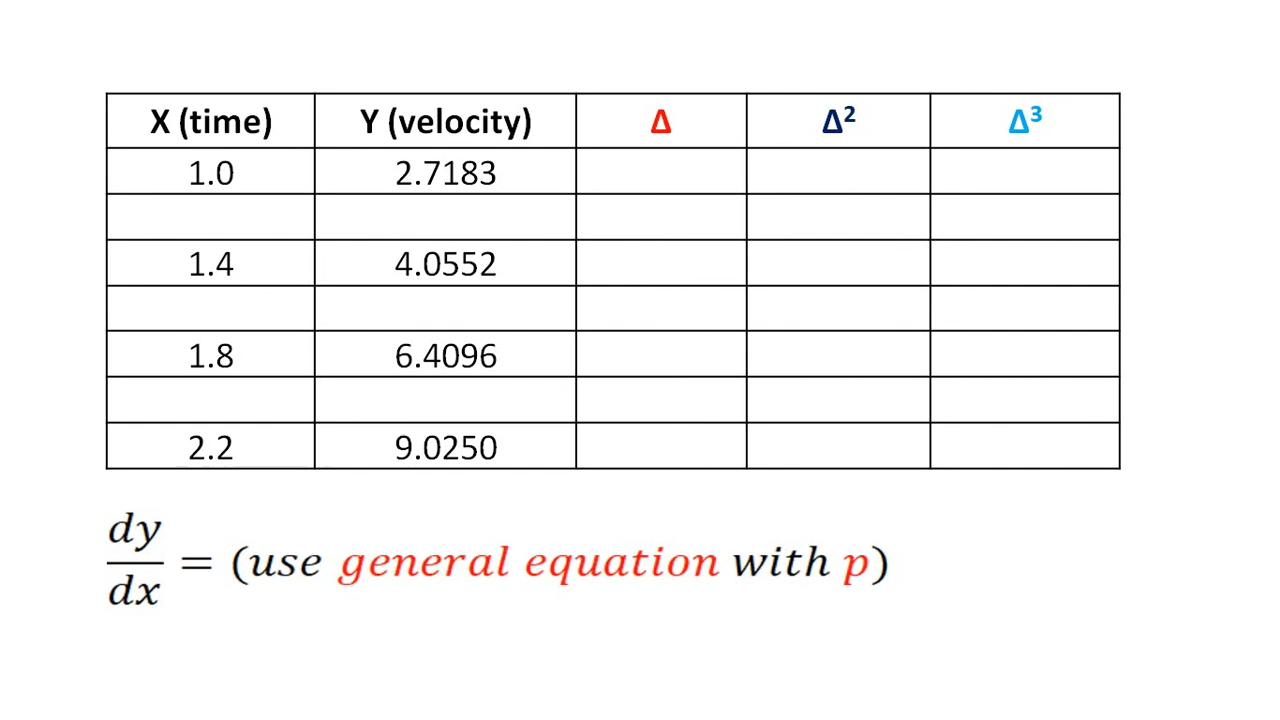 X (time) Y (velocity) Δ Δ² Δ³
1.0 2.7183
1.4 4.0552
1.8 6.4096
2.2 9.0250
dy/dx = (use general equation with p)